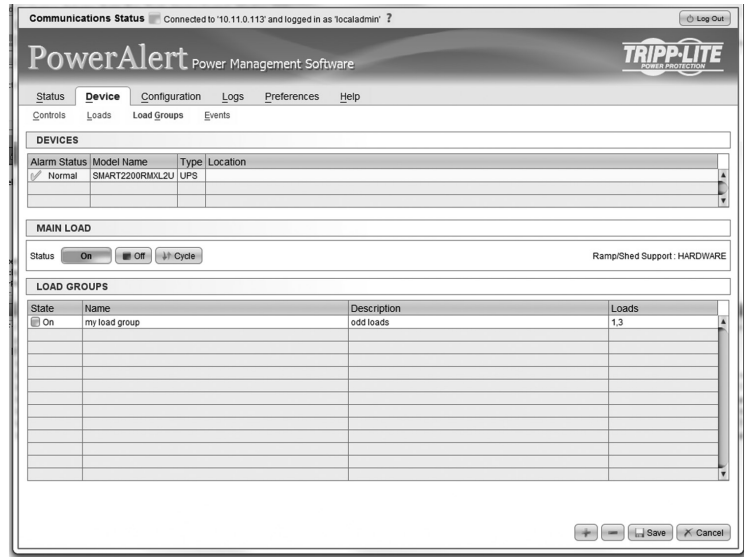 Communications Status Connected to '10.11.0.113' and logged in as 'localadmin' ? Log Out
PowerAlert Power Management Software
TRIPP·LITE
POWER PROTECTION
Status Device Configuration Logs Preferences Help
Controls Loads Load Groups Events
DEVICES
Alarm Status Model Name Type Location
Normal SMART2200RMXL2U UPS
MAIN LOAD
Status On Off Cycle Ramp/Shed Support : HARDWARE
LOAD GROUPS
State Name Description Loads
On my load group odd loads 1,3
+ − Save Cancel